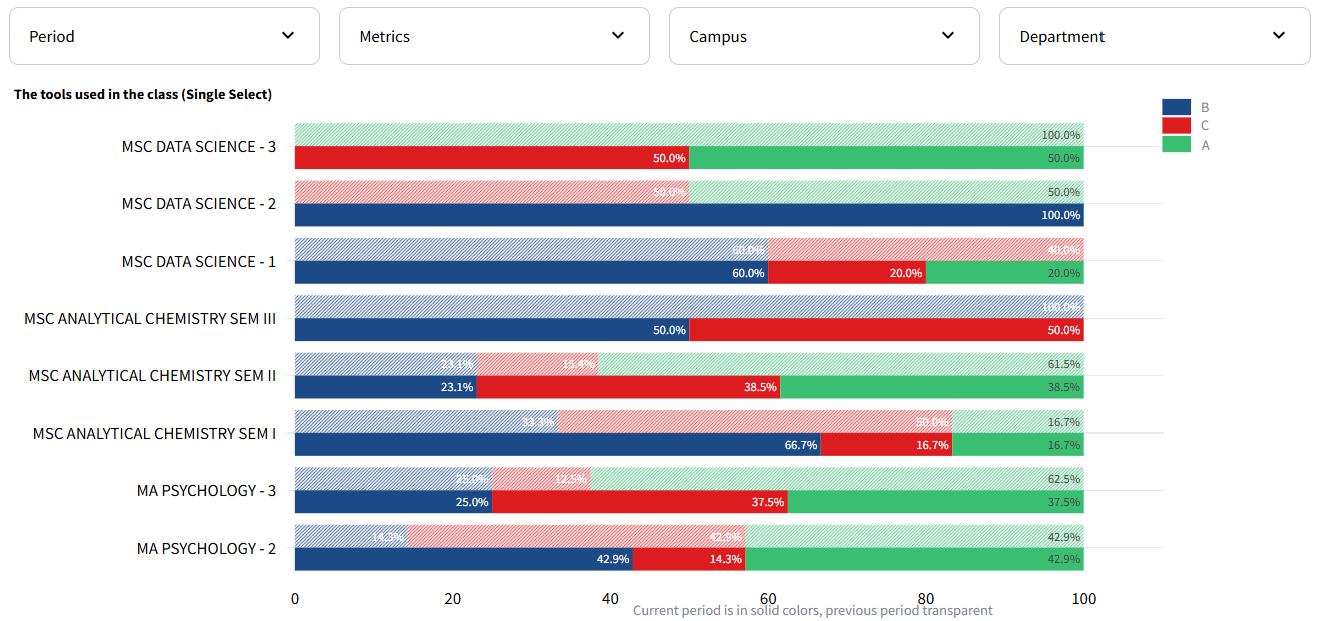 Period
Metrics
Campus
Department
The tools used in the class (Single Select)
B
C
A
MSC DATA SCIENCE - 3
100.0%
50.0% 50.0%
MSC DATA SCIENCE - 2
50.0% 50.0%
100.0%
MSC DATA SCIENCE - 1
60.0% 40.0%
60.0% 20.0% 20.0%
MSC ANALYTICAL CHEMISTRY SEM III
100.0%
50.0% 50.0%
MSC ANALYTICAL CHEMISTRY SEM II
23.1% 15.4% 61.5%
23.1% 38.5% 38.5%
MSC ANALYTICAL CHEMISTRY SEM I
33.3% 50.0% 16.7%
66.7% 16.7% 16.7%
MA PSYCHOLOGY - 3
25.0% 12.5% 62.5%
25.0% 37.5% 37.5%
MA PSYCHOLOGY - 2
14.3% 42.9% 42.9%
42.9% 14.3% 42.9%
0 20 40 60 80 100
Current period is in solid colors, previous period transparent